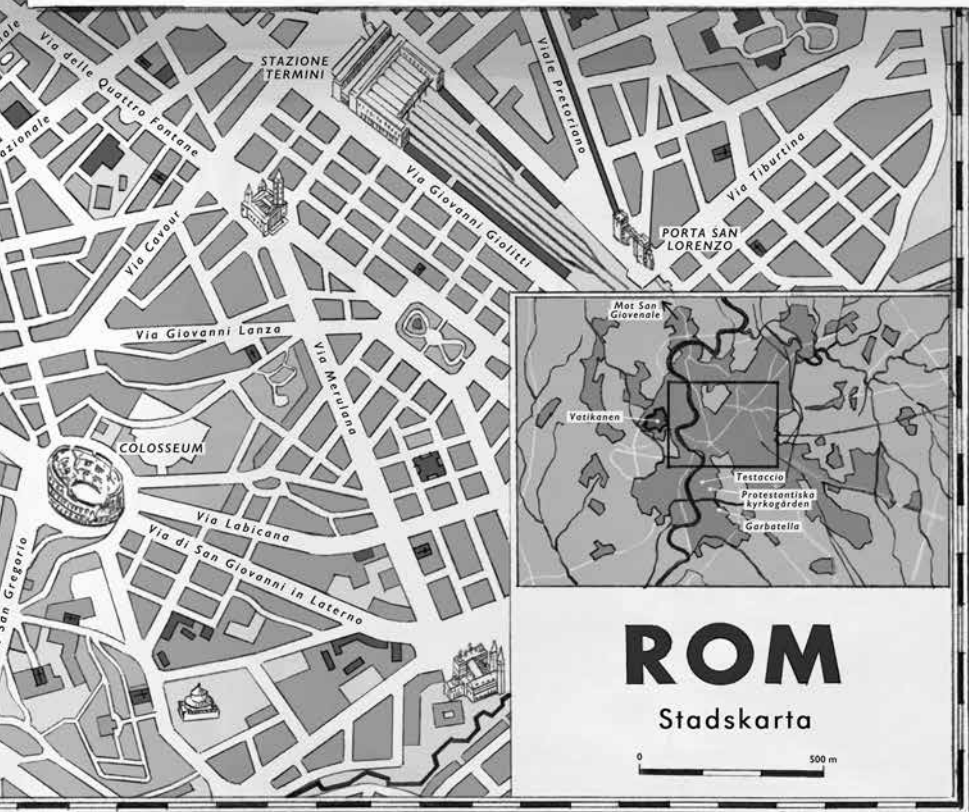 Via delle Quattro Fontane
STAZIONE
TERMINI
Viale Pretoriano
Via Tiburtina
Via Giovanni Giolitti
PORTA SAN
LORENZO
Via Cavour
Via Giovanni Lanza
Via Merulana
COLOSSEUM
Via Labicana
Via di San Giovanni in Laterno
San Gregorio
Mot San
Giovenale
Vatikanen
Testaccio
Protestantiska
kyrkogården
Garbatella
ROM
Stadskarta
0
500 m